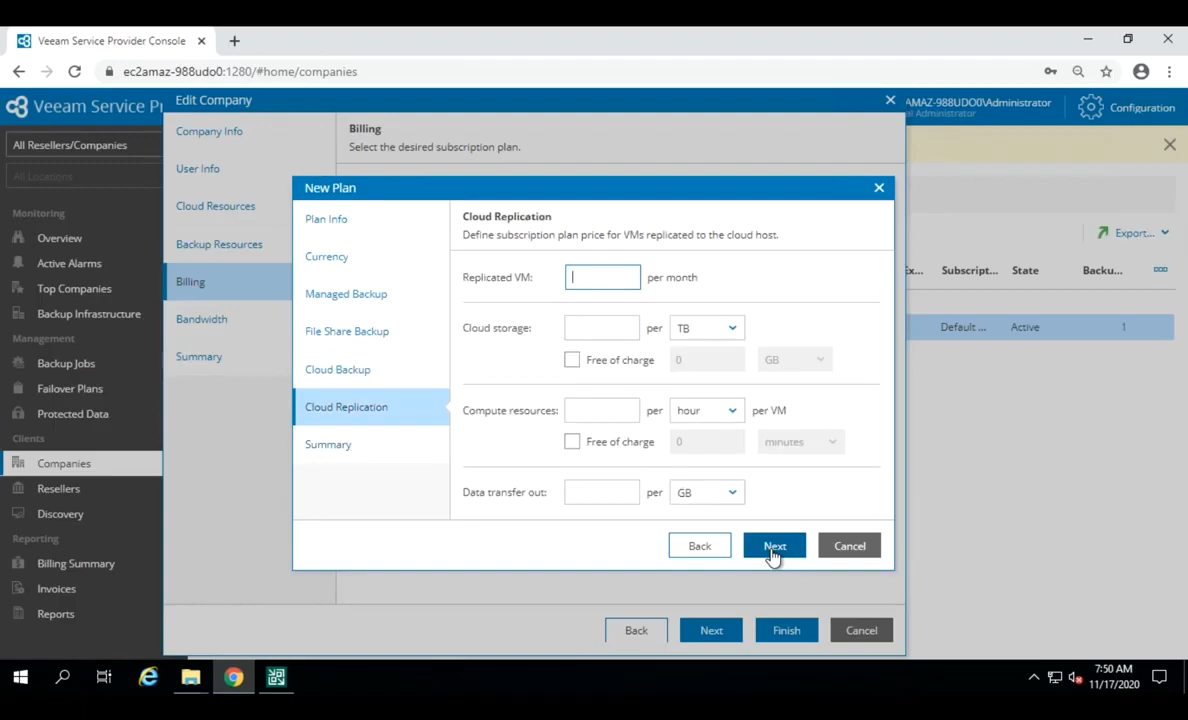 Veeam Service Provider Console
ec2amaz-988udo0:1280/#home/companies
Veeam Service Pr
Edit Company
AMAZ-988UDO0\Administrator
al Administrator
Configuration
All Resellers/Companies
All Locations
Monitoring
Overview
Active Alarms
Top Companies
Backup Infrastructure
Management
Backup Jobs
Failover Plans
Protected Data
Clients
Companies
Resellers
Discovery
Reporting
Billing Summary
Invoices
Reports
Company Info
User Info
Cloud Resources
Backup Resources
Billing
Bandwidth
Summary
Billing
Select the desired subscription plan.
New Plan
Plan Info
Currency
Managed Backup
File Share Backup
Cloud Backup
Cloud Replication
Summary
Cloud Replication
Define subscription plan price for VMs replicated to the cloud host.
Replicated VM: per month
Cloud storage: per TB
Free of charge 0 GB
Compute resources: per hour per VM
Free of charge 0 minutes
Data transfer out: per GB
Back Next Cancel
Back Next Finish Cancel
Export...
Ex... Subscript... State Backu...
Default ... Active 1
7:50 AM
11/17/2020